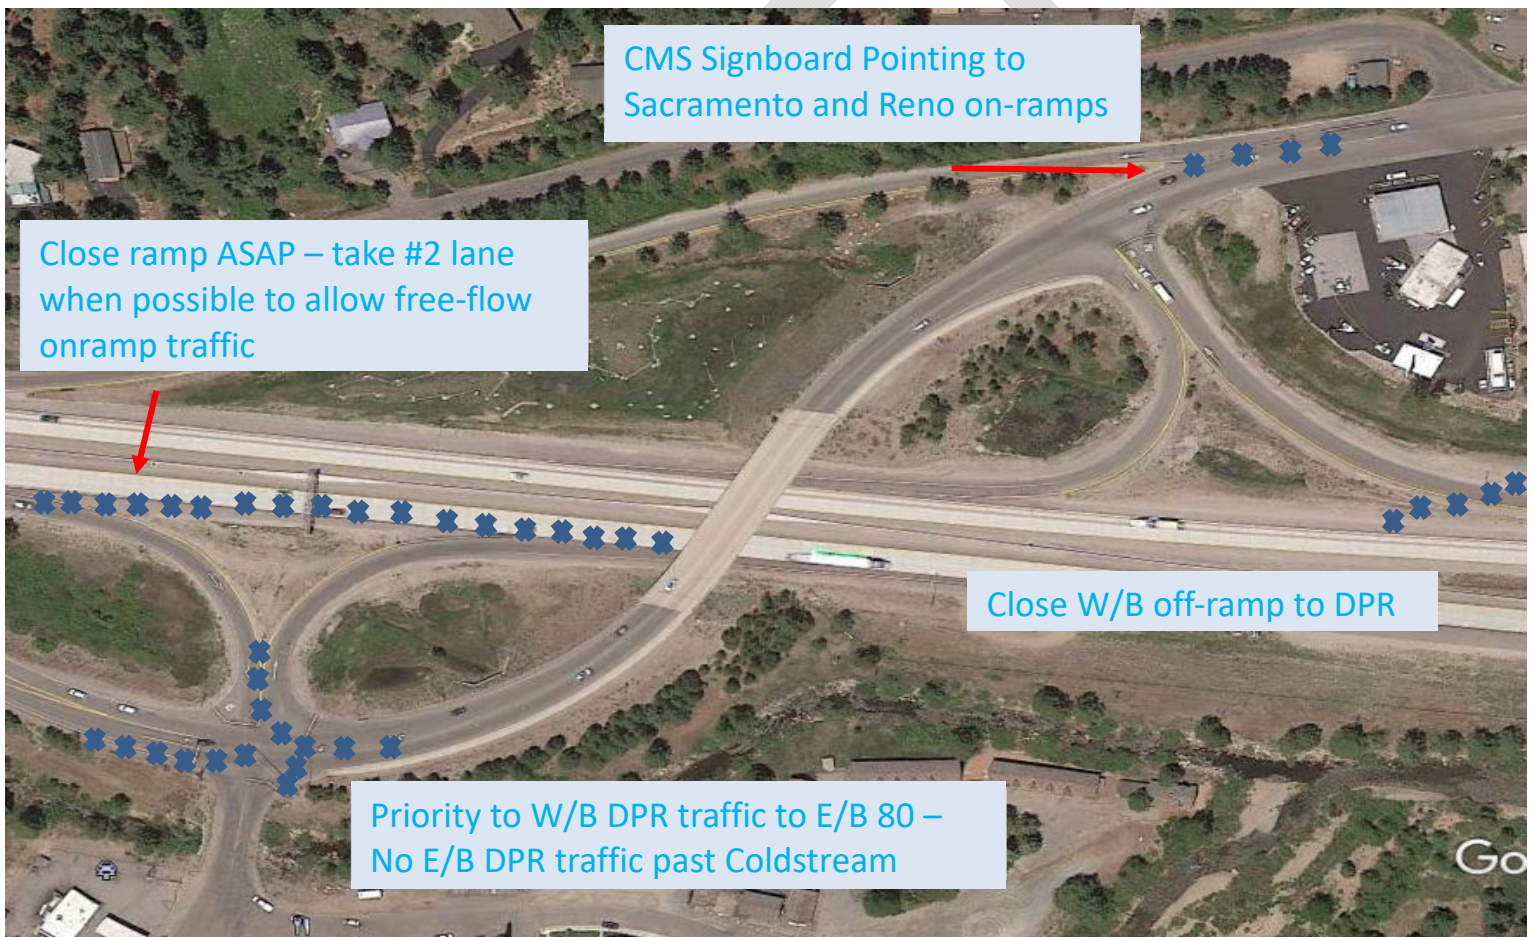 CMS Signboard Pointing to
Sacramento and Reno on-ramps
Close ramp ASAP – take #2 lane
when possible to allow free-flow
onramp traffic
Close W/B off-ramp to DPR
Priority to W/B DPR traffic to E/B 80 –
No E/B DPR traffic past Coldstream
Go